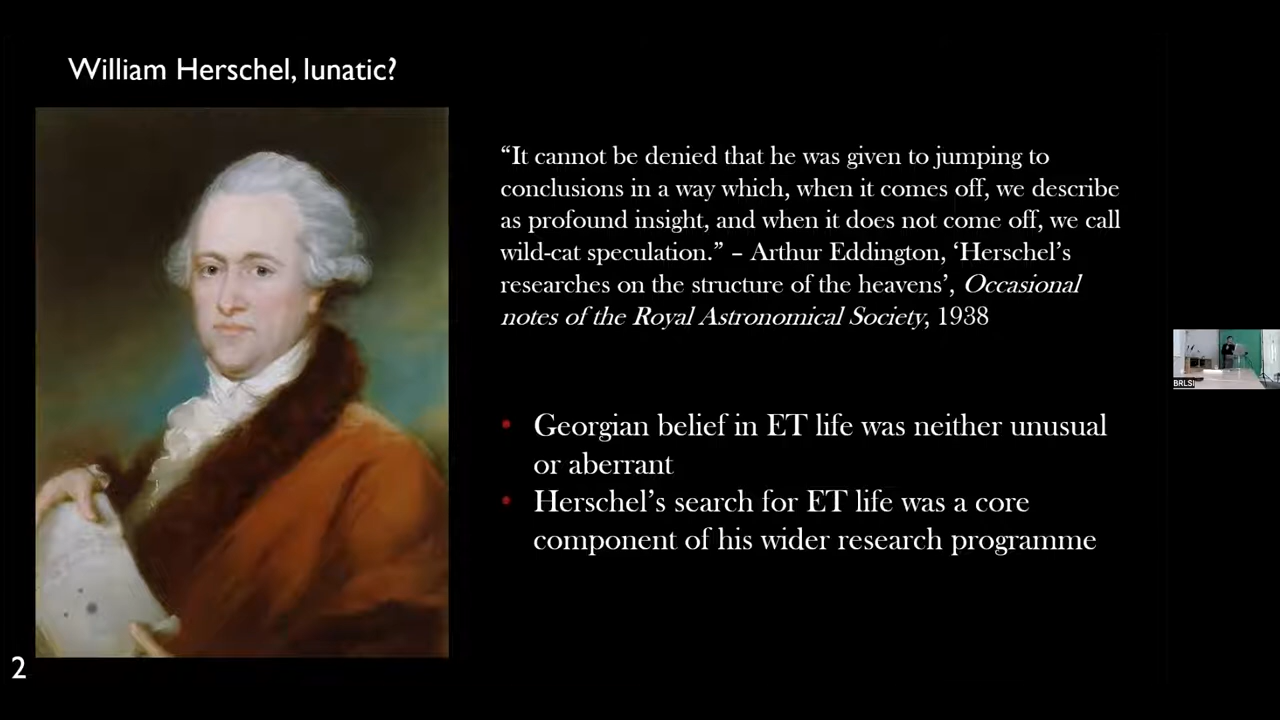 William Herschel, lunatic?
“It cannot be denied that he was given to jumping to
conclusions in a way which, when it comes off, we describe
as profound insight, and when it does not come off, we call
wild-cat speculation.” – Arthur Eddington, ‘Herschel’s
researches on the structure of the heavens’, Occasional
notes of the Royal Astronomical Society, 1938
• Georgian belief in ET life was neither unusual
or aberrant
• Herschel’s search for ET life was a core
component of his wider research programme
BRLSI
2